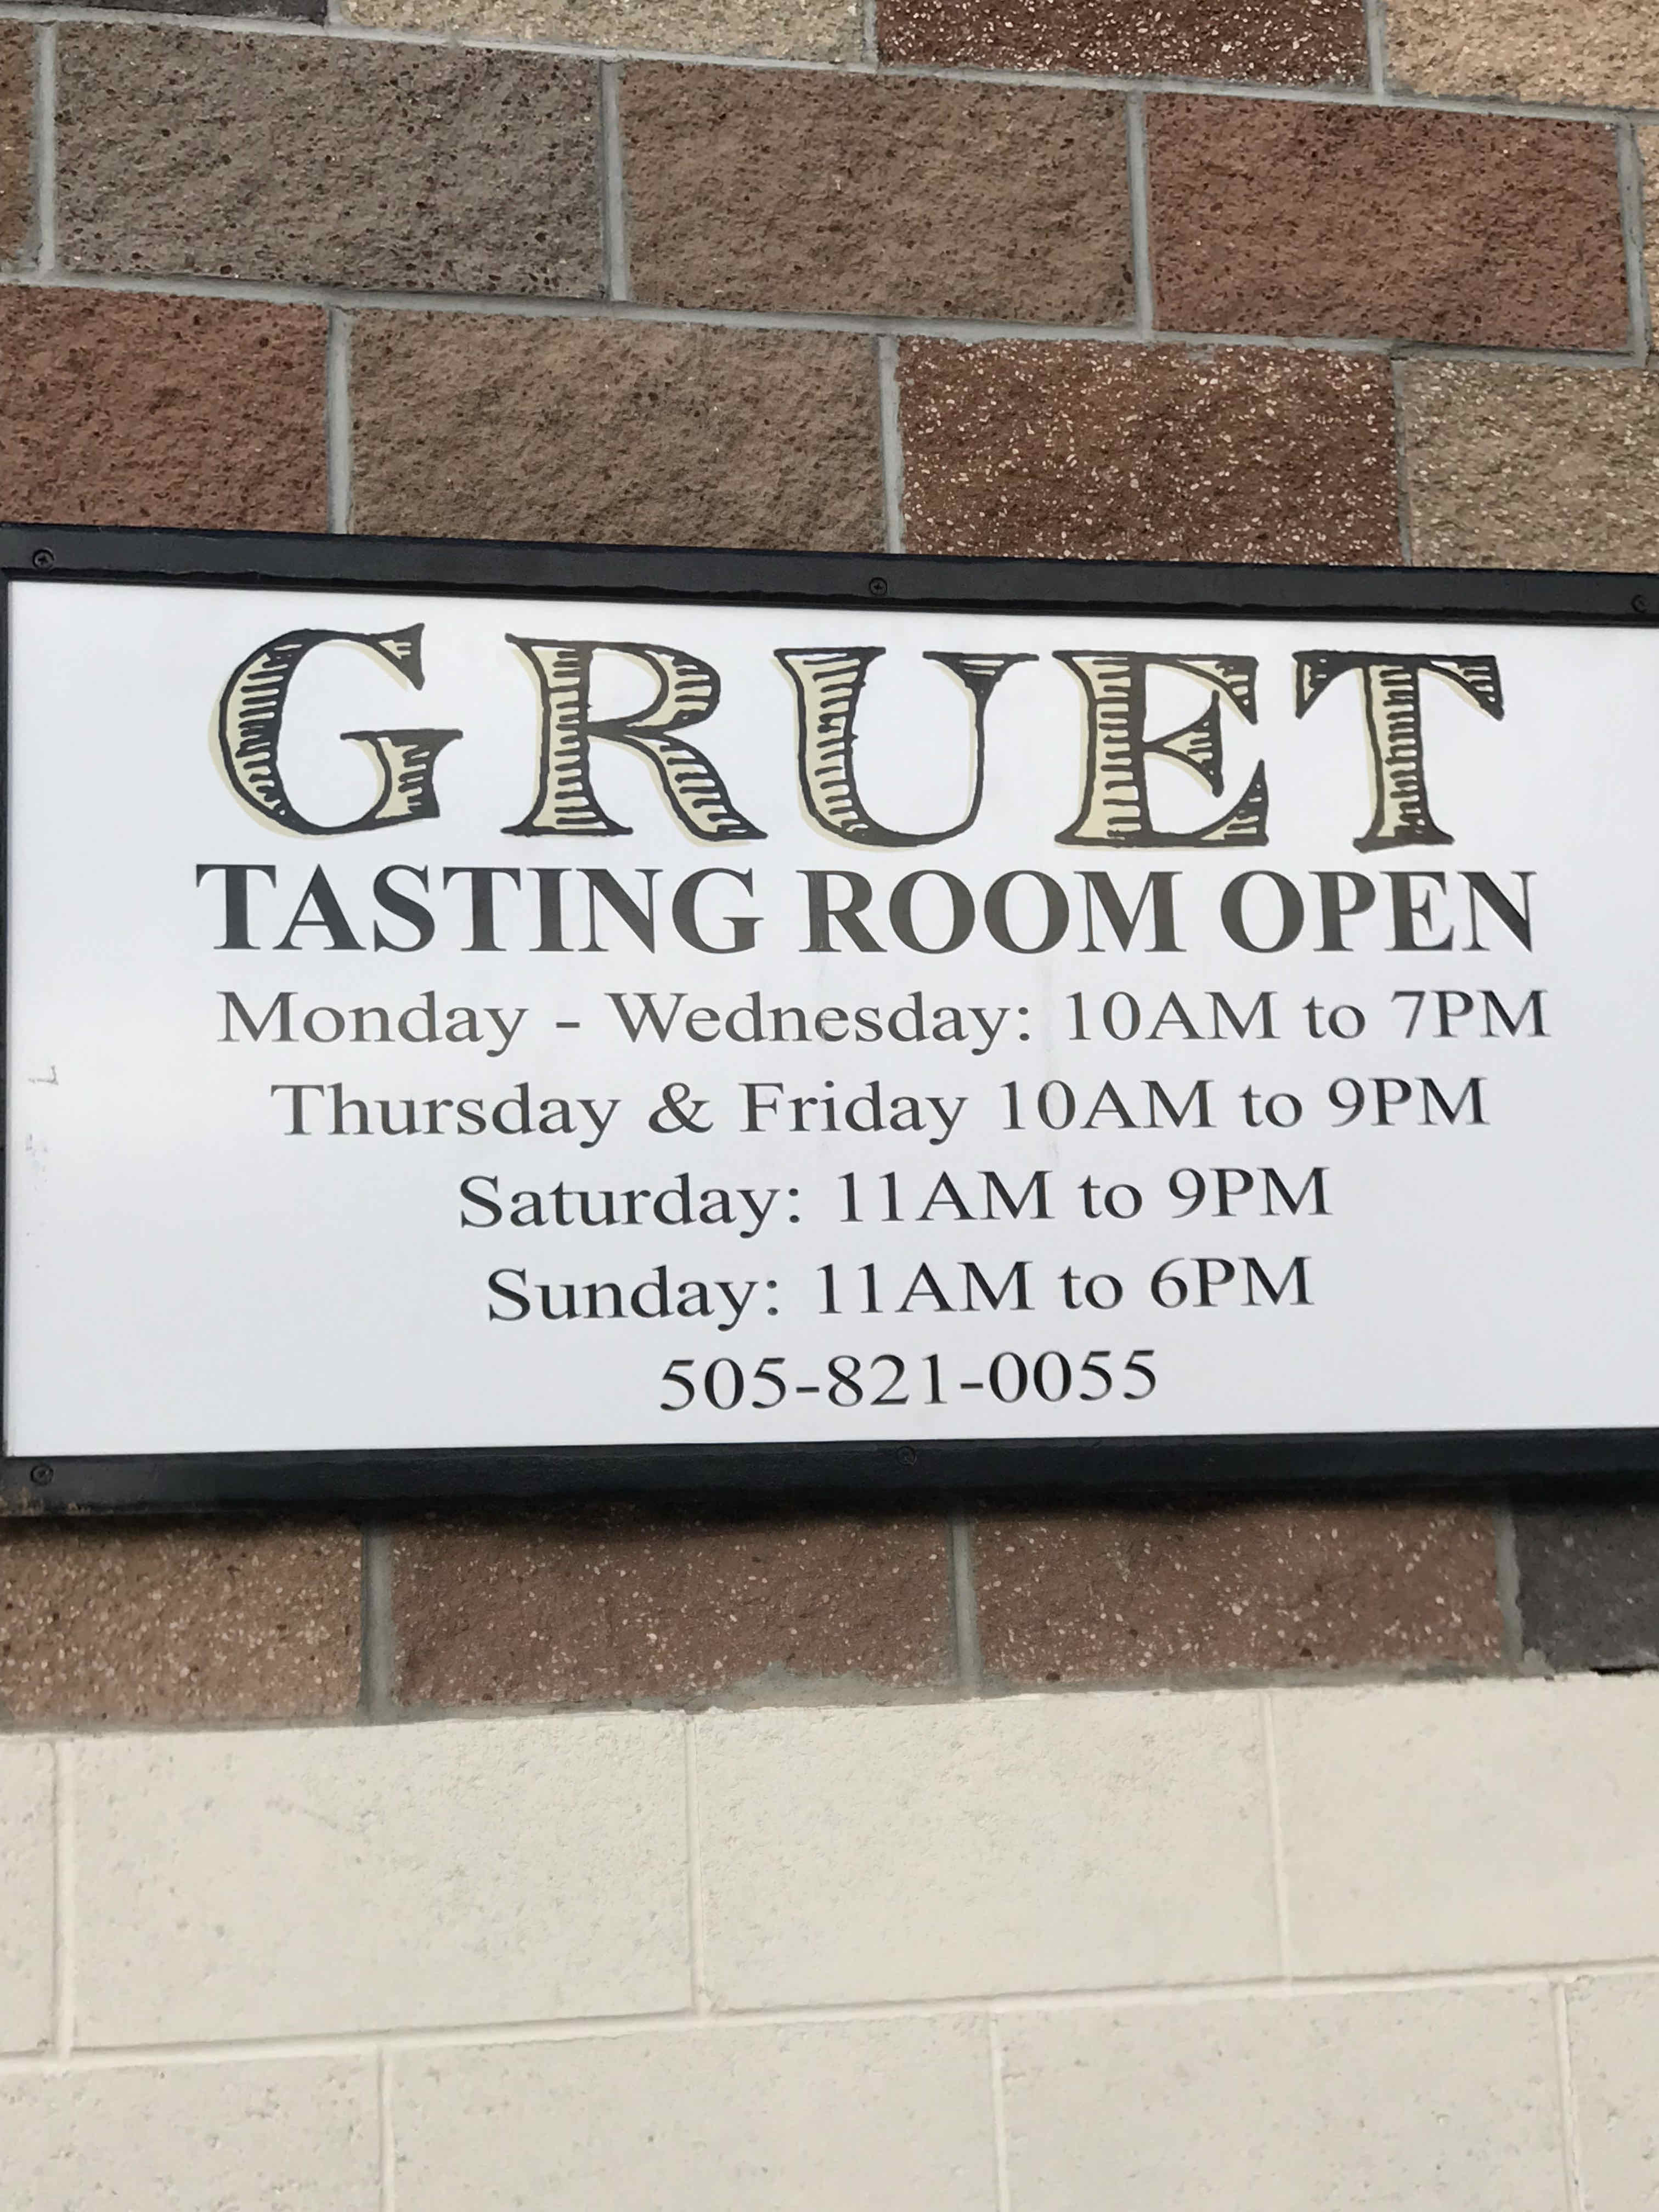 GRUET
TASTING ROOM OPEN
Monday - Wednesday: 10AM to 7PM
Thursday & Friday 10AM to 9PM
Saturday: 11AM to 9PM
Sunday: 11AM to 6PM
505-821-0055